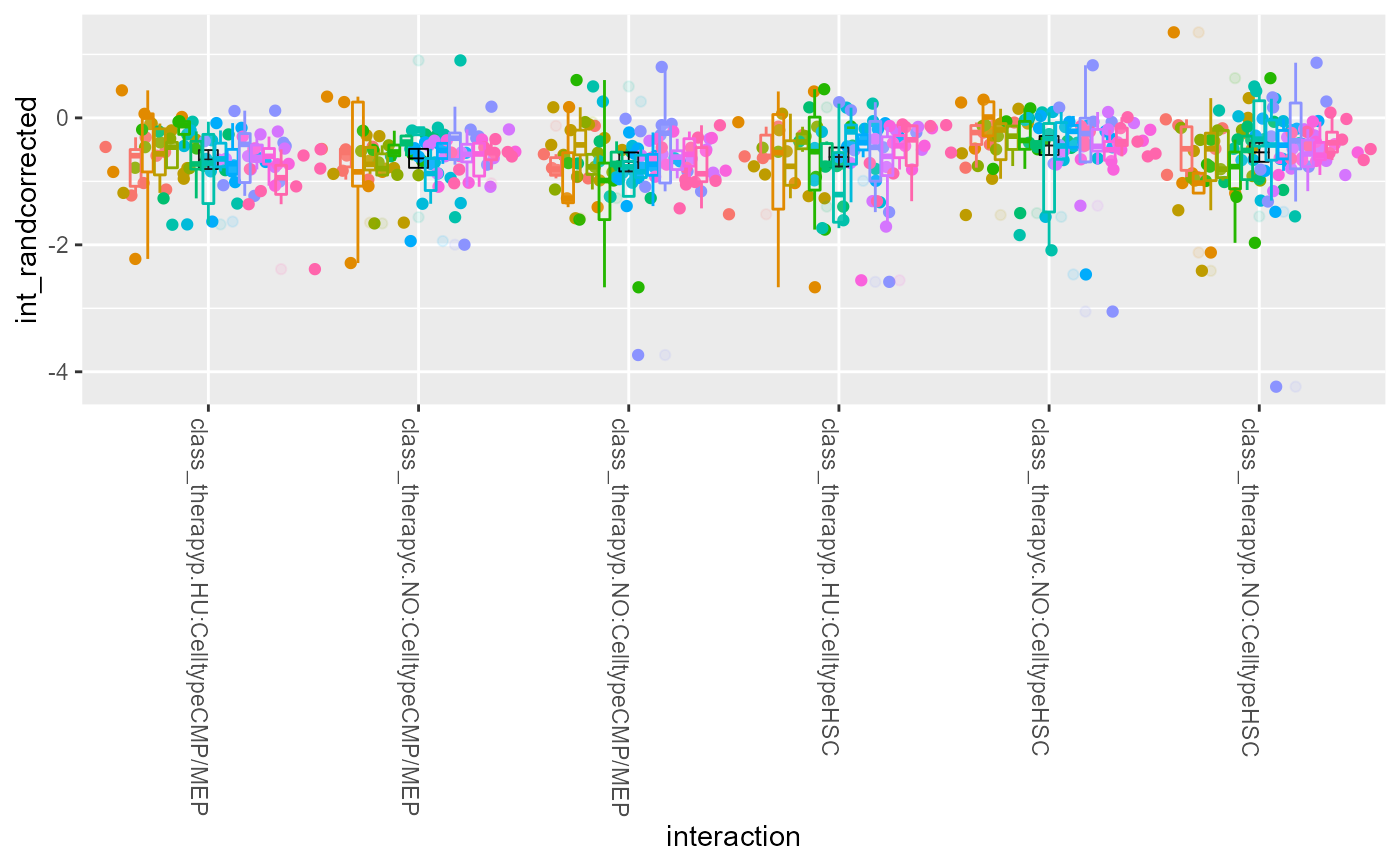 int_randcorrected
0
-2
-4
class_therapyp.HU:CelltypeCMP/MEP
class_therapyc.NO:CelltypeCMP/MEP
class_therapyp.NO:CelltypeCMP/MEP
class_therapyp.HU:CelltypeHSC
class_therapyc.NO:CelltypeHSC
class_therapyp.NO:CelltypeHSC
interaction